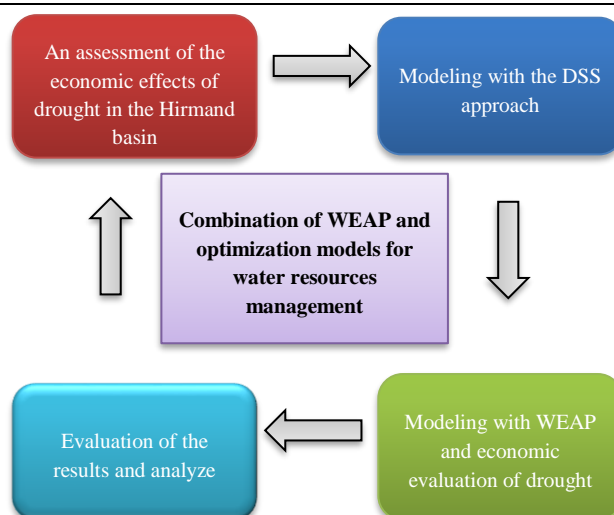 An assessment of the
economic effects of
drought in the Hirmand
basin
Modeling with the DSS
approach
Combination of WEAP and
optimization models for
water resources
management
Evaluation of the
results and analyze
Modeling with WEAP
and economic
evaluation of drought